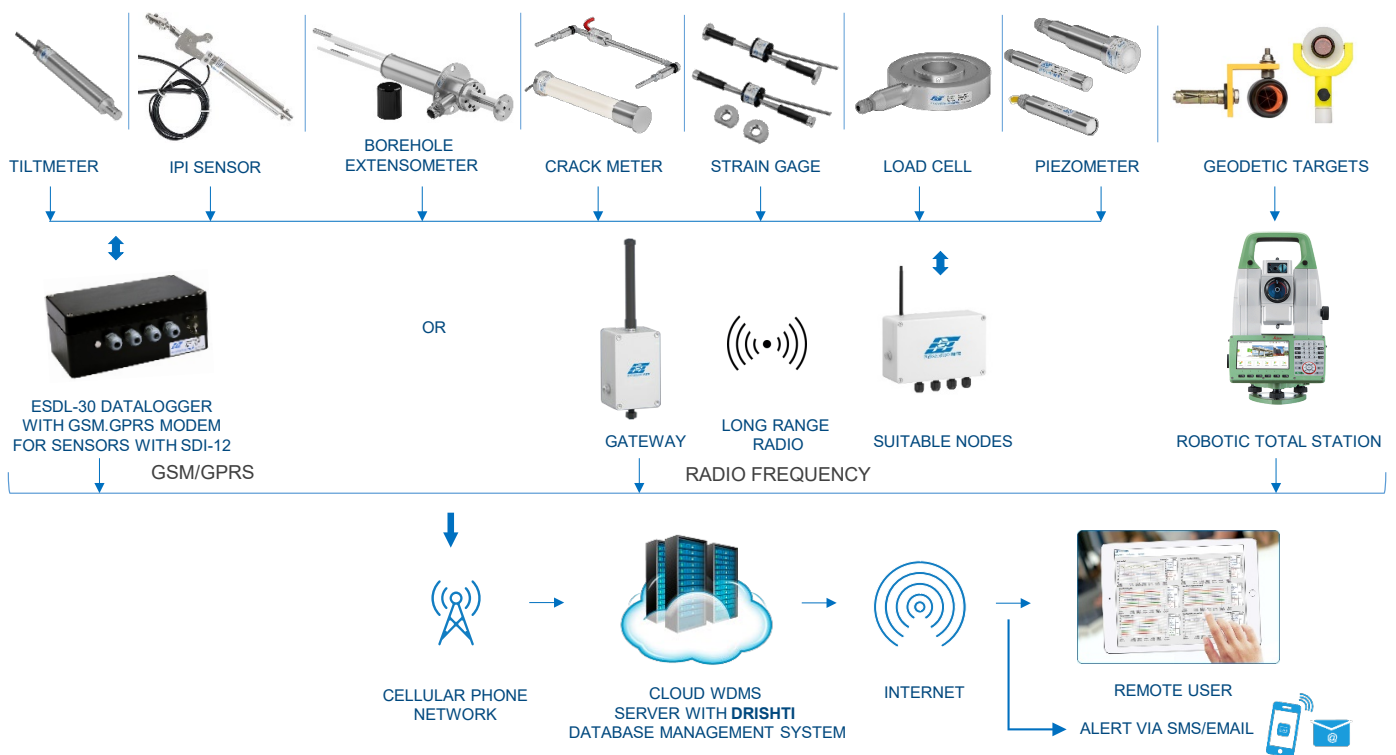 TILTMETER
IPI SENSOR
BOREHOLE
EXTENSOMETER
CRACK METER
STRAIN GAGE
LOAD CELL
PIEZOMETER
GEODETIC TARGETS
OR
ESDL-30 DATALOGGER
WITH GSM.GPRS MODEM
FOR SENSORS WITH SDI-12
GATEWAY
LONG RANGE
RADIO
SUITABLE NODES
ROBOTIC TOTAL STATION
GSM/GPRS
RADIO FREQUENCY
CELLULAR PHONE
NETWORK
CLOUD WDMS
SERVER WITH DRISHTI
DATABASE MANAGEMENT SYSTEM
INTERNET
REMOTE USER
ALERT VIA SMS/EMAIL
@